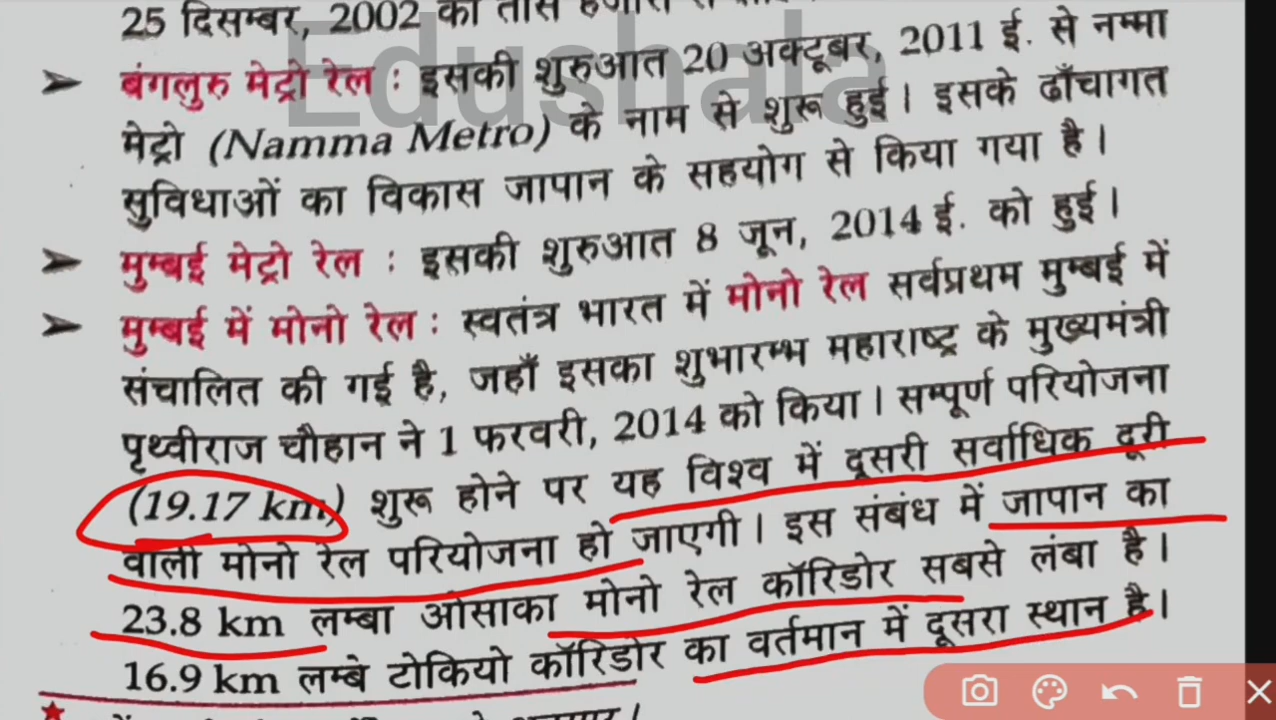 25 दिसम्बर, 2002 को तीस हजारी से
बंगलुरु मेट्रो रेल : इसकी शुरुआत 20 अक्टूबर, 2011 ई. से नम्मा
मेट्रो (Namma Metro) के नाम से शुरू हुई। इसके ढाँचागत
सुविधाओं का विकास जापान के सहयोग से किया गया है।
मुम्बई मेट्रो रेल : इसकी शुरुआत 8 जून, 2014 ई. को हुई।
मुम्बई में मोनो रेल : स्वतंत्र भारत में मोनो रेल सर्वप्रथम मुम्बई में
संचालित की गई है, जहाँ इसका शुभारम्भ महाराष्ट्र के मुख्यमंत्री
पृथ्वीराज चौहान ने 1 फरवरी, 2014 को किया। सम्पूर्ण परियोजना
(19.17 km) शुरू होने पर यह विश्व में दूसरी सर्वाधिक दूरी
वाली मोनो रेल परियोजना हो जाएगी। इस संबंध में जापान का
23.8 km लम्बा ओसाका मोनो रेल कॉरिडोर सबसे लंबा है।
16.9 km लम्बे टोकियो कॉरिडोर का वर्तमान में दूसरा स्थान है।
Edushala